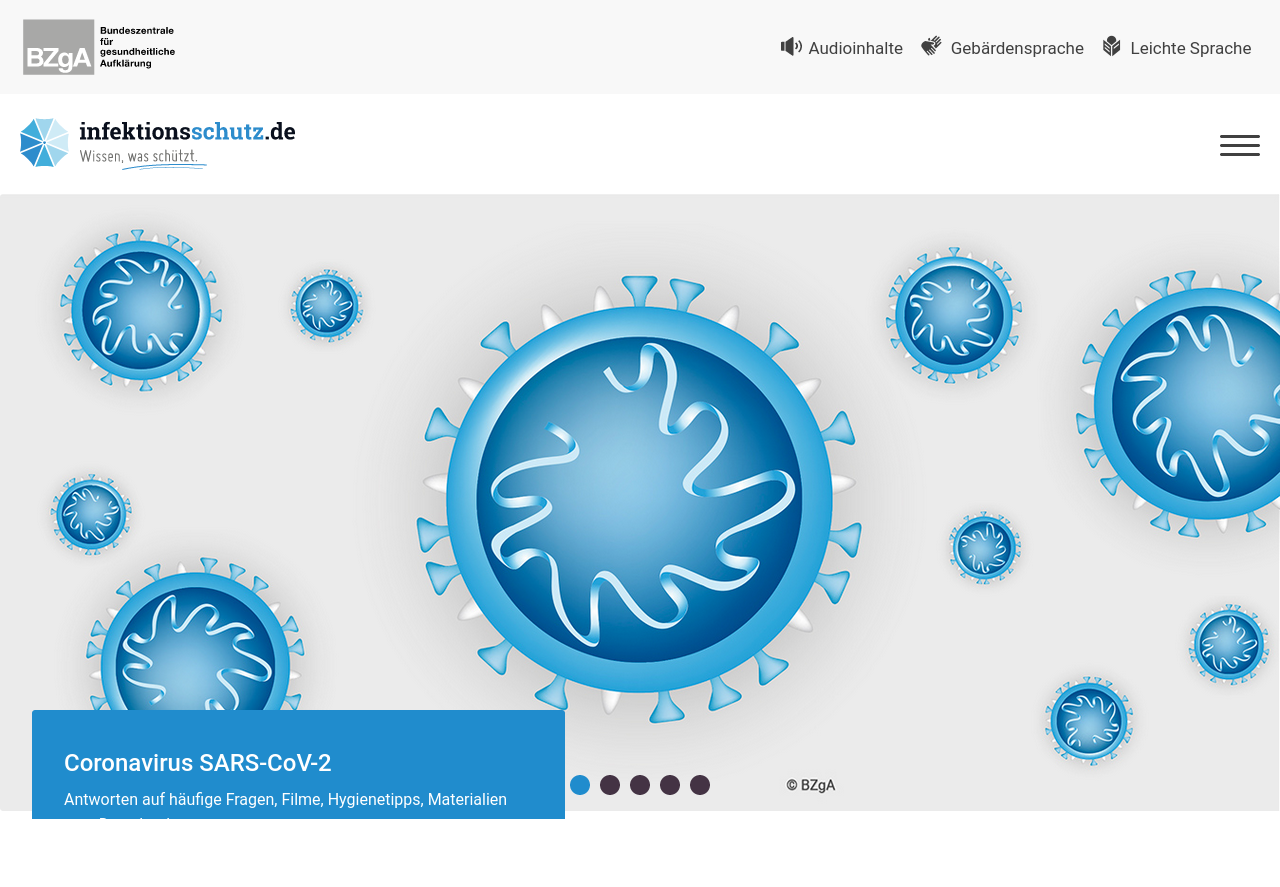 BZgA
Bundeszentrale
für
gesundheitliche
Aufklärung
Audioinhalte
Gebärdensprache
Leichte Sprache
infektionsschutz.de
Wissen, was schützt.
Coronavirus SARS-CoV-2
Antworten auf häufige Fragen, Filme, Hygienetipps, Materialien
© BZgA